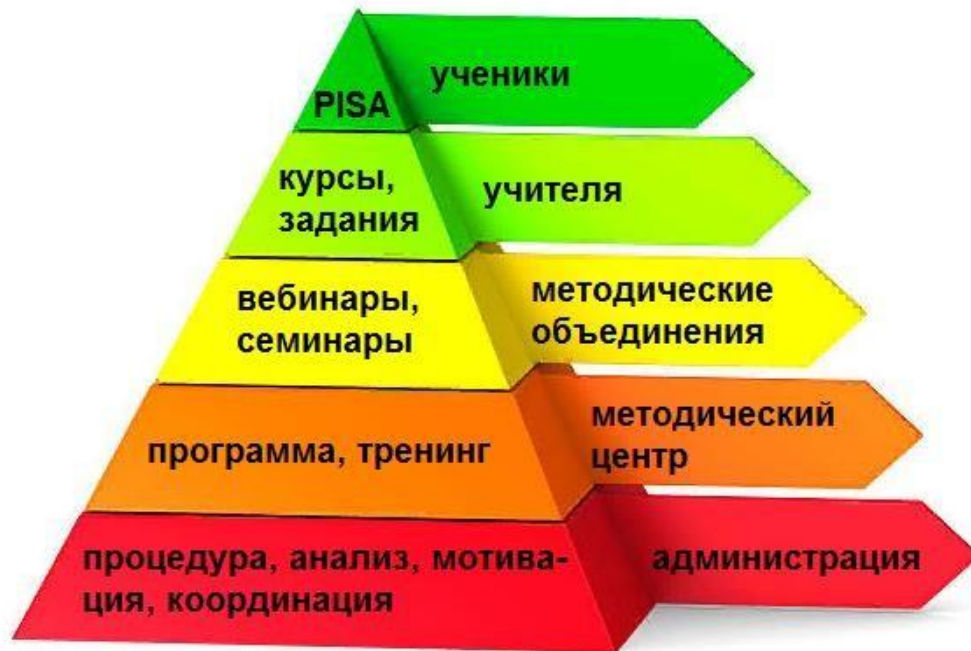 ученики
PISA
курсы,
задания
учителя
вебинары,
семинары
методические
объединения
программа, тренинг
методический
центр
процедура, анализ, мотива-
ция, координация
администрация